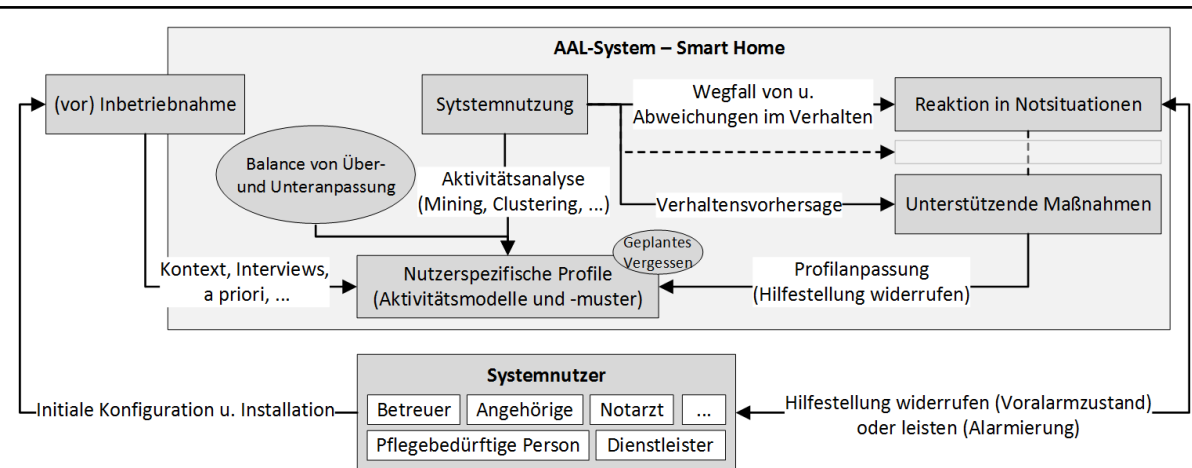 AAL-System – Smart Home
(vor) Inbetriebnahme
Sytstemnutzung
Wegfall von u.
Abweichungen im Verhalten
Reaktion in Notsituationen
Balance von Über-
und Unteranpassung
Aktivitätsanalyse
(Mining, Clustering, ...)
Verhaltensvorhersage
Unterstützende Maßnahmen
Geplantes
Vergessen
Kontext, Interviews,
a priori, ...
Nutzerspezifische Profile
(Aktivitätsmodelle und -muster)
Profilanpassung
(Hilfestellung widerrufen)
Systemnutzer
Initiale Konfiguration u. Installation
Betreuer
Angehörige
Notarzt
...
Pflegebedürftige Person
Dienstleister
Hilfestellung widerrufen (Voralarmzustand)
oder leisten (Alarmierung)